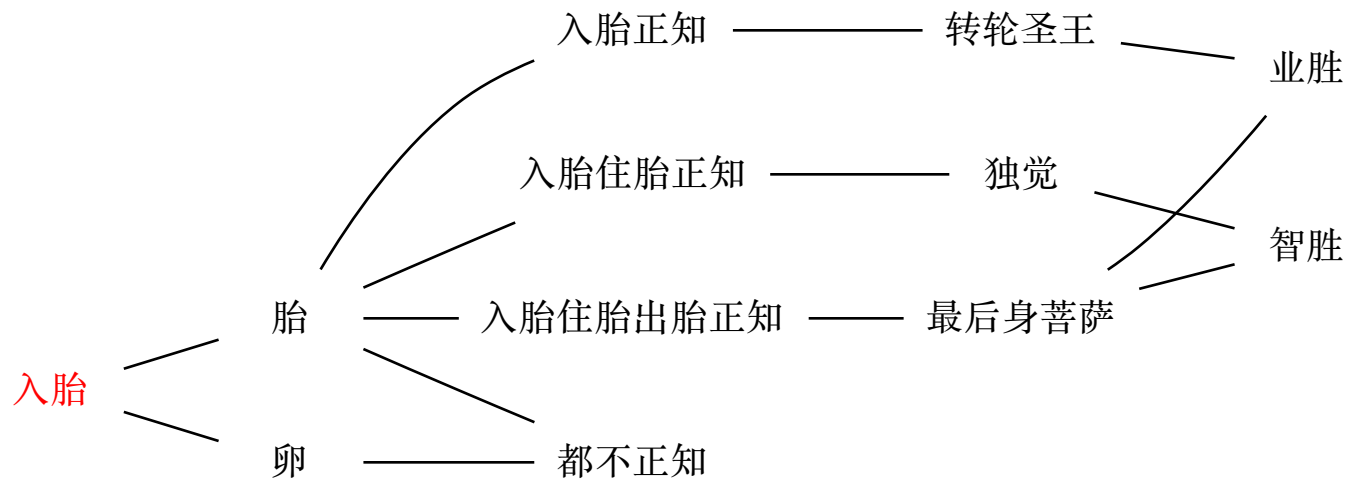 入胎正知
转轮圣王
业胜
入胎住胎正知
独觉
智胜
胎
入胎住胎出胎正知
最后身菩萨
入胎
卵
都不正知